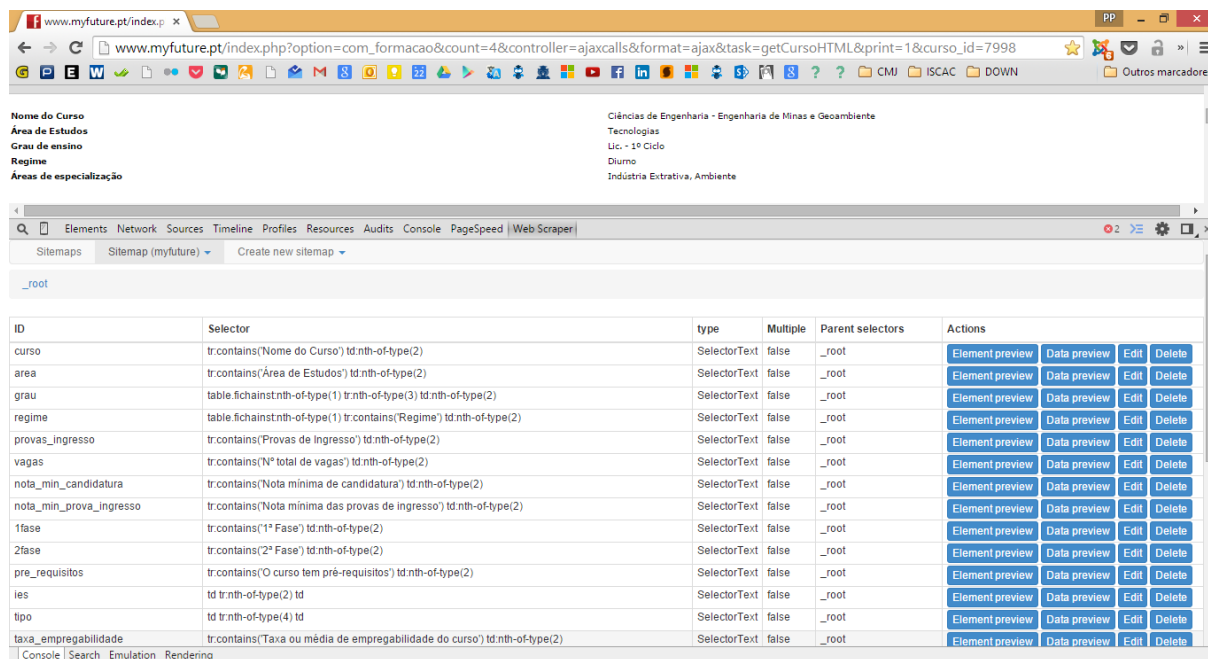 www.myfuture.pt/index.p
PP
www.myfuture.pt/index.php?option=com_formacao&count=4&controller=ajaxcalls&format=ajax&task=getCursoHTML&print=1&curso_id=7998
CMJ ISCAC DOWN Outros marcadore
Nome do Curso Ciências de Engenharia - Engenharia de Minas e Geoambiente
Área de Estudos Tecnologias
Grau de ensino Lic. - 1º Ciclo
Regime Diurno
Áreas de especialização Indústria Extrativa, Ambiente
Elements Network Sources Timeline Profiles Resources Audits Console PageSpeed Web Scraper 2
Sitemaps Sitemap (myfuture) Create new sitemap
_root
ID Selector type Multiple Parent selectors Actions
curso tr:contains('Nome do Curso') td:nth-of-type(2) SelectorText false _root Element preview Data preview Edit Delete
area tr:contains('Área de Estudos') td:nth-of-type(2) SelectorText false _root Element preview Data preview Edit Delete
grau table.fichainst:nth-of-type(1) tr:nth-of-type(3) td:nth-of-type(2) SelectorText false _root Element preview Data preview Edit Delete
regime table.fichainst:nth-of-type(1) tr:contains('Regime') td:nth-of-type(2) SelectorText false _root Element preview Data preview Edit Delete
provas_ingresso tr:contains('Provas de Ingresso') td:nth-of-type(2) SelectorText false _root Element preview Data preview Edit Delete
vagas tr:contains('Nº total de vagas') td:nth-of-type(2) SelectorText false _root Element preview Data preview Edit Delete
nota_min_candidatura tr:contains('Nota mínima de candidatura') td:nth-of-type(2) SelectorText false _root Element preview Data preview Edit Delete
nota_min_prova_ingresso tr:contains('Nota mínima das provas de ingresso') td:nth-of-type(2) SelectorText false _root Element preview Data preview Edit Delete
1fase tr:contains('1ª Fase') td:nth-of-type(2) SelectorText false _root Element preview Data preview Edit Delete
2fase tr:contains('2ª Fase') td:nth-of-type(2) SelectorText false _root Element preview Data preview Edit Delete
pre_requisitos tr:contains('O curso tem pré-requisitos') td:nth-of-type(2) SelectorText false _root Element preview Data preview Edit Delete
ies td tr:nth-of-type(2) td SelectorText false _root Element preview Data preview Edit Delete
tipo td tr:nth-of-type(4) td SelectorText false _root Element preview Data preview Edit Delete
taxa_empregabilidade tr:contains('Taxa ou média de empregabilidade do curso') td:nth-of-type(2) SelectorText false _root Element preview Data preview Edit Delete
Console Search Emulation Rendering